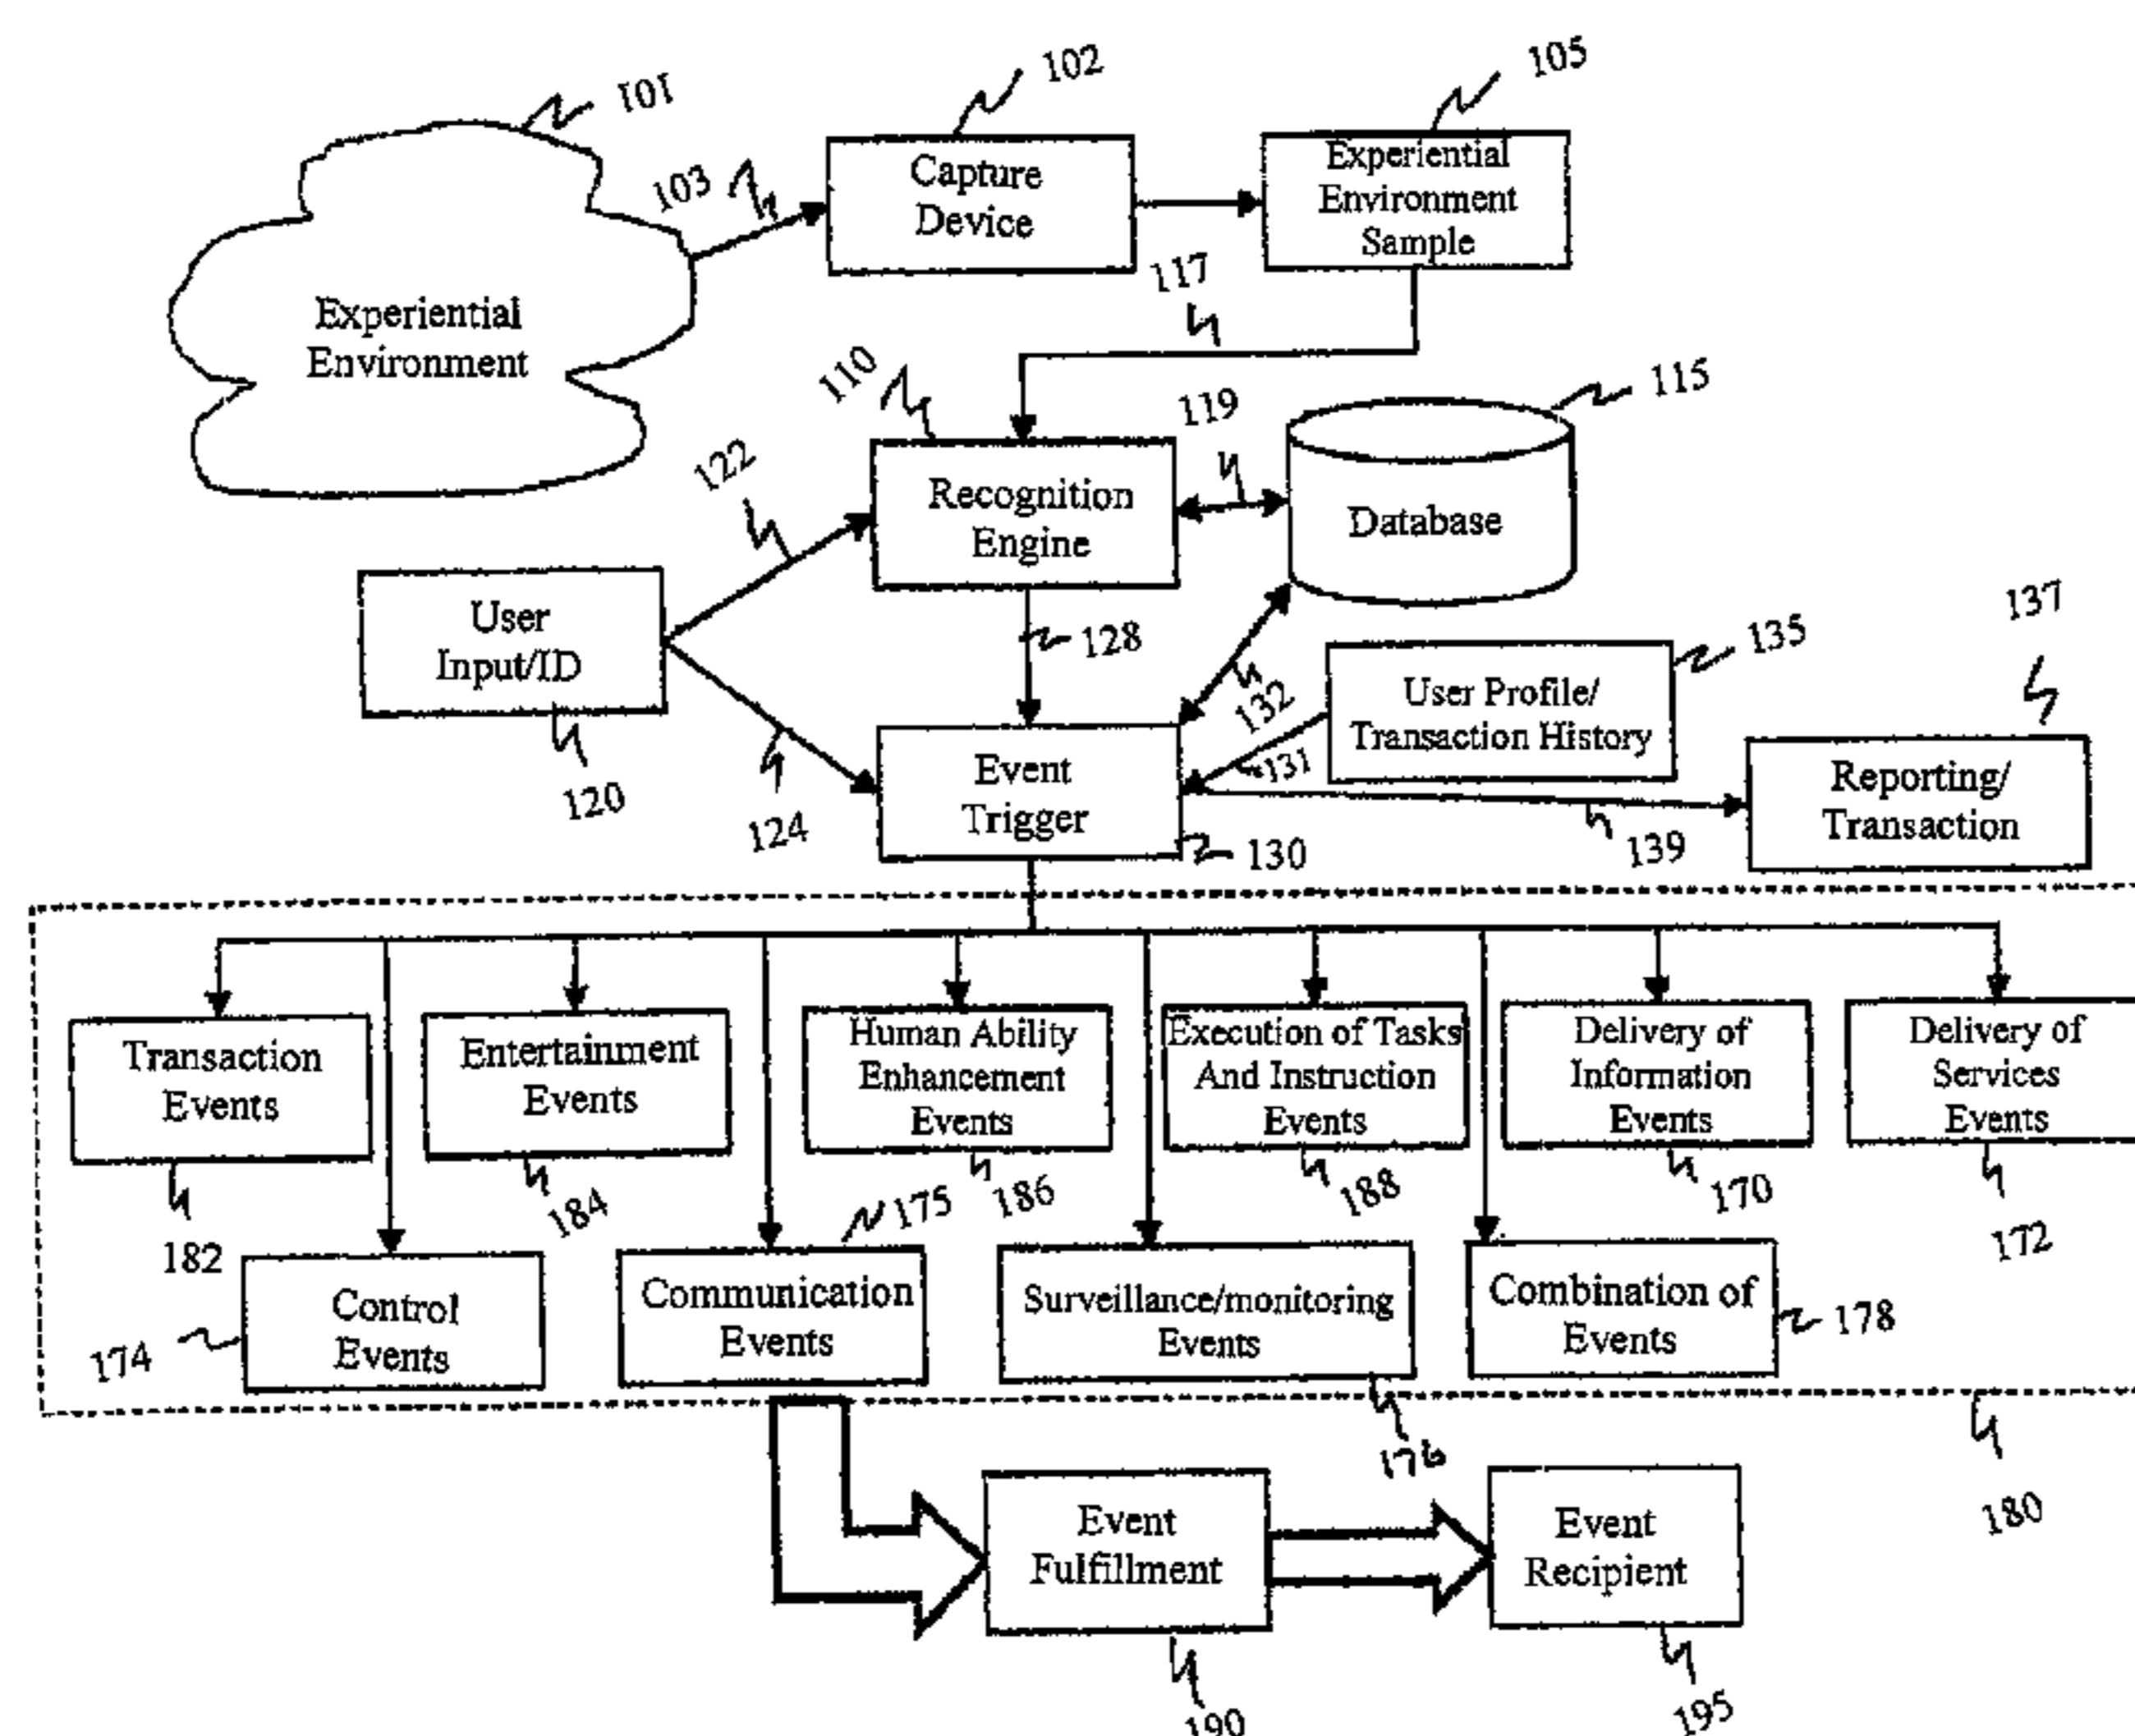 101
102
105
103
Capture
Device
Experiential
Environment
Sample
117
Experiential
Environment
110
119
115
122
Recognition
Engine
Database
User
Input/ID
128
137
135
132
User Profile/
Transaction History
131
120
124
Event
Trigger
130
139
Reporting/
Transaction
Transaction
Events
Entertainment
Events
Human Ability
Enhancement
Events
Execution of Tasks
And Instruction
Events
Delivery of
Information
Events
Delivery of
Services
Events
182
184
175
186
188
170
172
174
Control
Events
Communication
Events
Surveillance/monitoring
Events
Combination of
Events
178
176
180
Event
Fulfillment
Event
Recipient
190
195